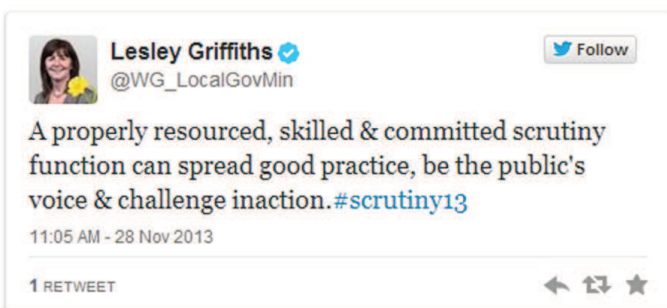 Lesley Griffiths
Follow
@WG_LocalGovMin
A properly resourced, skilled & committed scrutiny
function can spread good practice, be the public's
voice & challenge inaction.#scrutiny13
11:05 AM - 28 Nov 2013
1 RETWEET